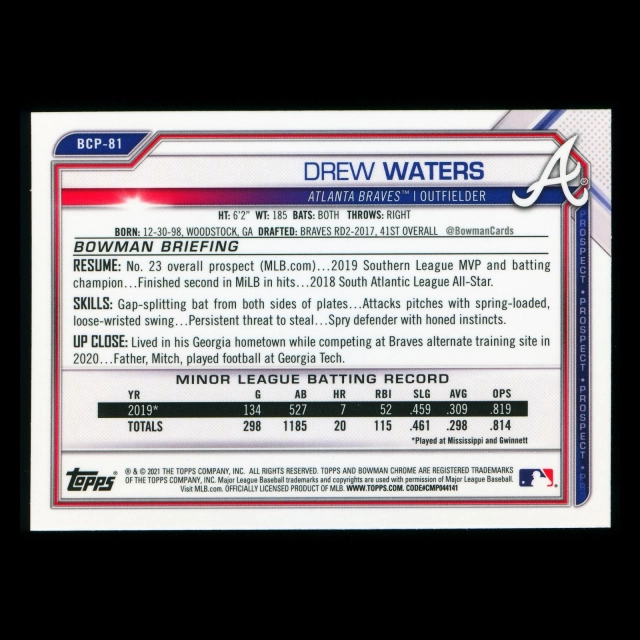 BCP-81
DREW WATERS
ATLANTA BRAVES™ | OUTFIELDER
A®
HT: 6'2" WT: 185 BATS: BOTH THROWS: RIGHT
BORN: 12-30-98, WOODSTOCK, GA DRAFTED: BRAVES RD2-2017, 41ST OVERALL @BowmanCards
BOWMAN BRIEFING
RESUME: No. 23 overall prospect (MLB.com)...2019 Southern League MVP and batting
champion...Finished second in MiLB in hits...2018 South Atlantic League All-Star.
SKILLS: Gap-splitting bat from both sides of plates...Attacks pitches with spring-loaded,
loose-wristed swing...Persistent threat to steal...Spry defender with honed instincts.
UP CLOSE: Lived in his Georgia hometown while competing at Braves alternate training site in
2020...Father, Mitch, played football at Georgia Tech.
MINOR LEAGUE BATTING RECORD
YR G AB HR RBI SLG AVG OPS
2019* 134 527 7 52 .459 .309 .819
TOTALS 298 1185 20 115 .461 .298 .814
*Played at Mississippi and Gwinnett
Topps®
® & © 2021 THE TOPPS COMPANY, INC. ALL RIGHTS RESERVED. TOPPS AND BOWMAN CHROME ARE REGISTERED TRADEMARKS
OF THE TOPPS COMPANY, INC. Major League Baseball trademarks and copyrights are used with permission of Major League Baseball.
Visit MLB.com. OFFICIALLY LICENSED PRODUCT OF MLB. WWW.TOPPS.COM. CODE#CMP044141
PROSPECT • PROSPECT • PROSPECT • PROSPECT • PR